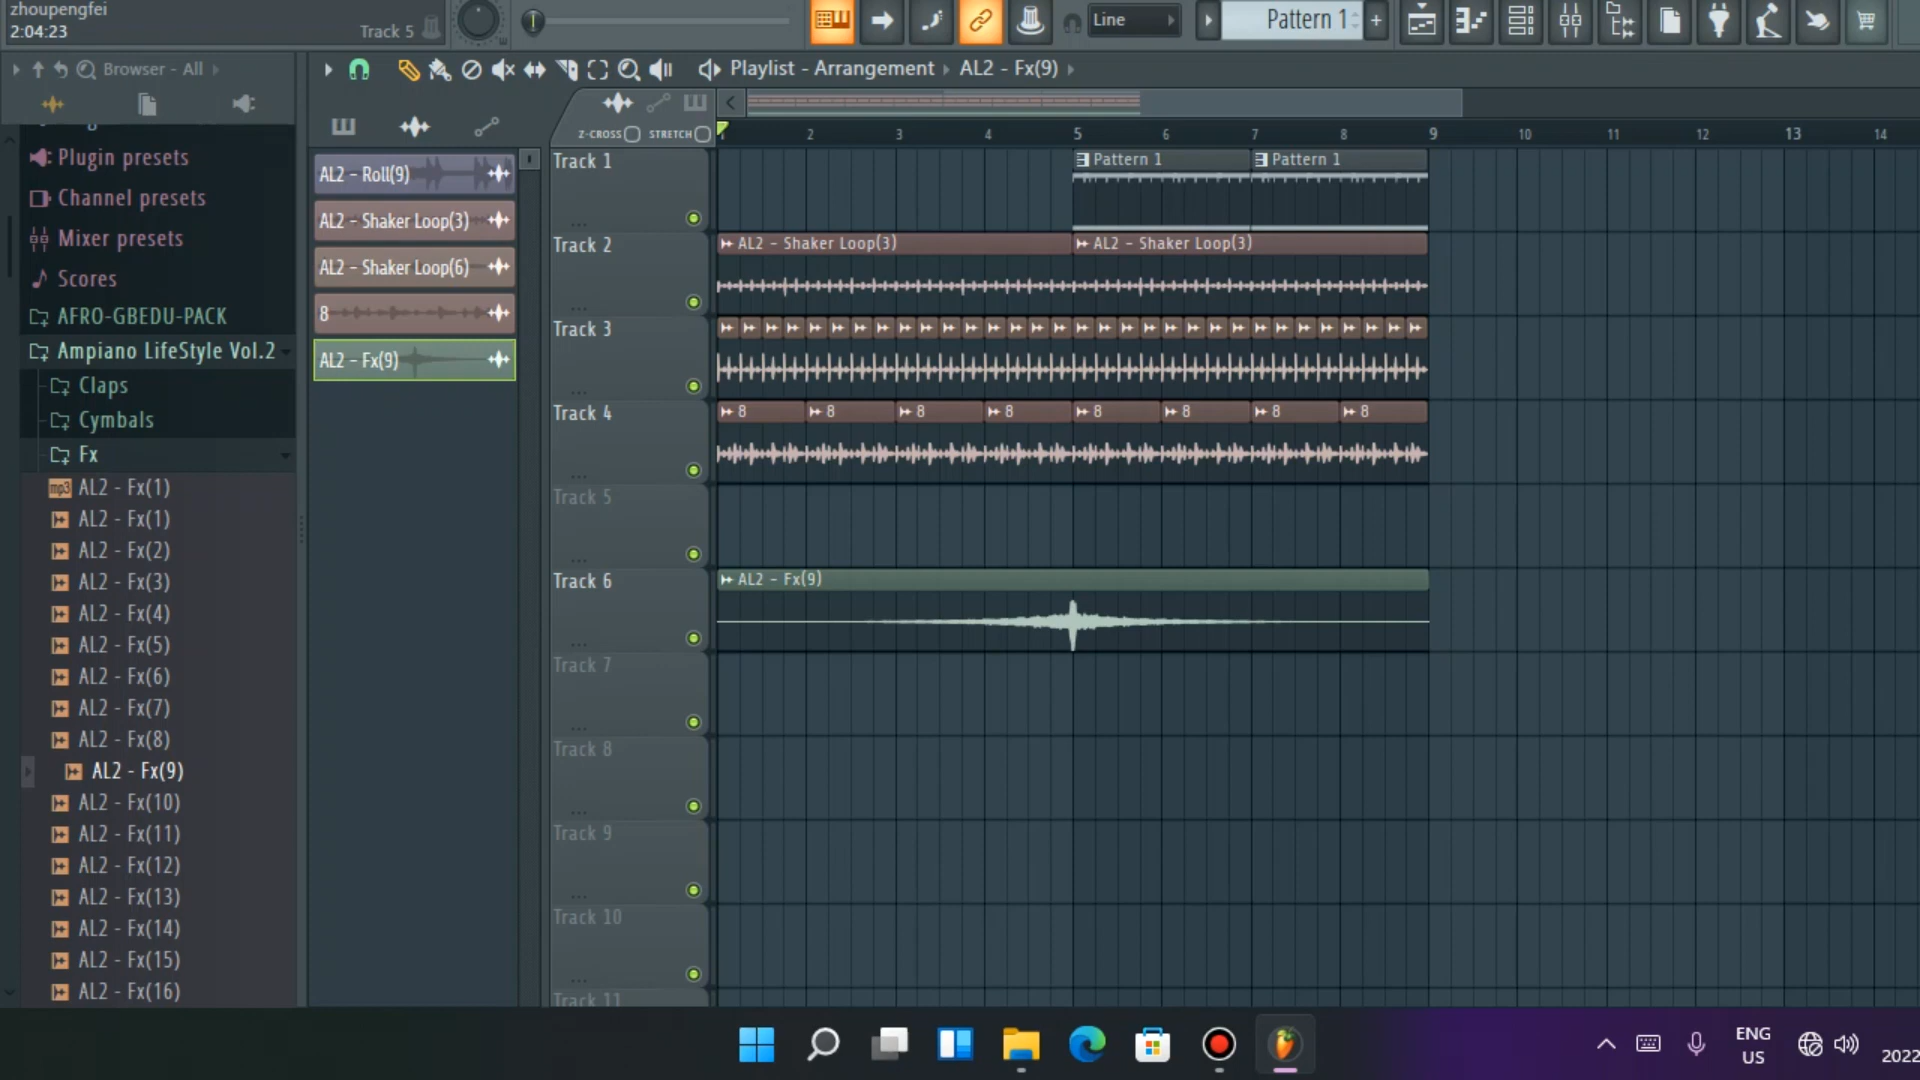 zhoupengfei
2:04:23
Track 5
Line
Pattern 1
+
Browser - All
Playlist - Arrangement
AL2 - Fx(9)
Z-CROSS
STRETCH
2
3
4
5
6
7
8
9
10
11
12
13
14
Plugin presets
Channel presets
Mixer presets
Scores
AFRO-GBEDU-PACK
Ampiano LifeStyle Vol.2
Claps
Cymbals
Fx
mp3
AL2 - Fx(1)
AL2 - Fx(1)
AL2 - Fx(2)
AL2 - Fx(3)
AL2 - Fx(4)
AL2 - Fx(5)
AL2 - Fx(6)
AL2 - Fx(7)
AL2 - Fx(8)
AL2 - Fx(9)
AL2 - Fx(10)
AL2 - Fx(11)
AL2 - Fx(12)
AL2 - Fx(13)
AL2 - Fx(14)
AL2 - Fx(15)
AL2 - Fx(16)
AL2 - Roll(9)
AL2 - Shaker Loop(3)
AL2 - Shaker Loop(6)
8
AL2 - Fx(9)
Track 1
Pattern 1
Pattern 1
Track 2
AL2 - Shaker Loop(3)
AL2 - Shaker Loop(3)
Track 3
Track 4
8
8
8
8
8
8
8
8
Track 5
Track 6
AL2 - Fx(9)
Track 7
Track 8
Track 9
Track 10
Track 11
ENG
US
2022